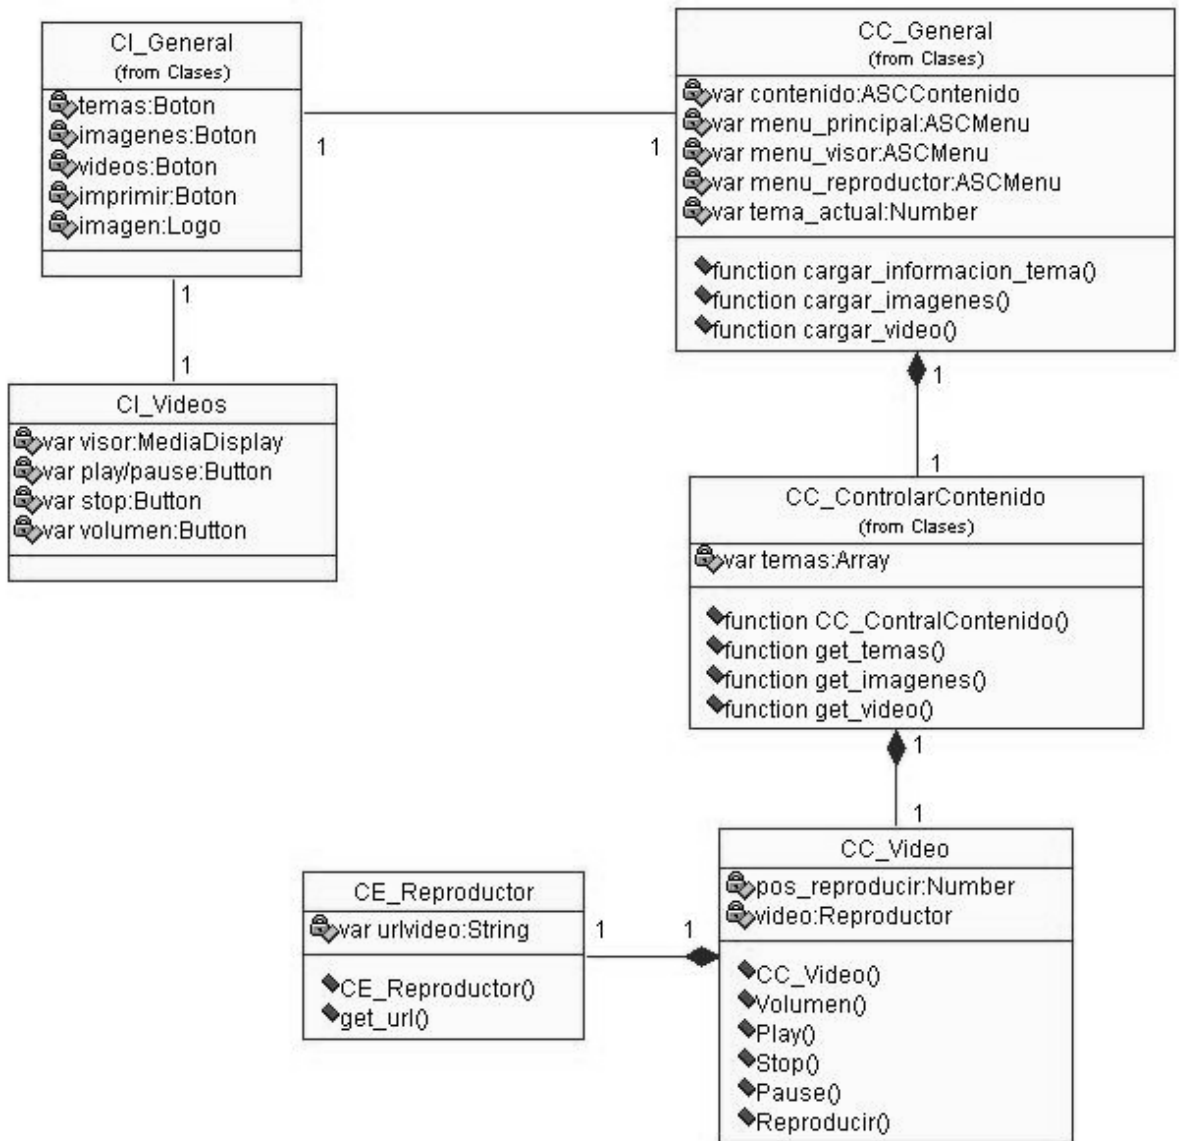 CI_General
(from Clases)
temas:Boton
imagenes:Boton
videos:Boton
imprimir:Boton
imagen:Logo
1
1
CC_General
(from Clases)
var contenido:ASCContenido
var menu_principal:ASCMenu
var menu_visor:ASCMenu
var menu_reproductor:ASCMenu
var tema_actual:Number
function cargar_informacion_tema()
function cargar_imagenes()
function cargar_video()
1
1
CI_Videos
var visor:MediaDisplay
var play/pause:Button
var stop:Button
var volumen:Button
1
1
CC_ControlarContenido
(from Clases)
var temas:Array
function CC_ContralContenido()
function get_temas()
function get_imagenes()
function get_video()
1
1
CE_Reproductor
var urlvideo:String
CE_Reproductor()
get_url()
1
1
CC_Video
pos_reproducir:Number
video:Reproductor
CC_Video()
Volumen()
Play()
Stop()
Pause()
Reproducir()